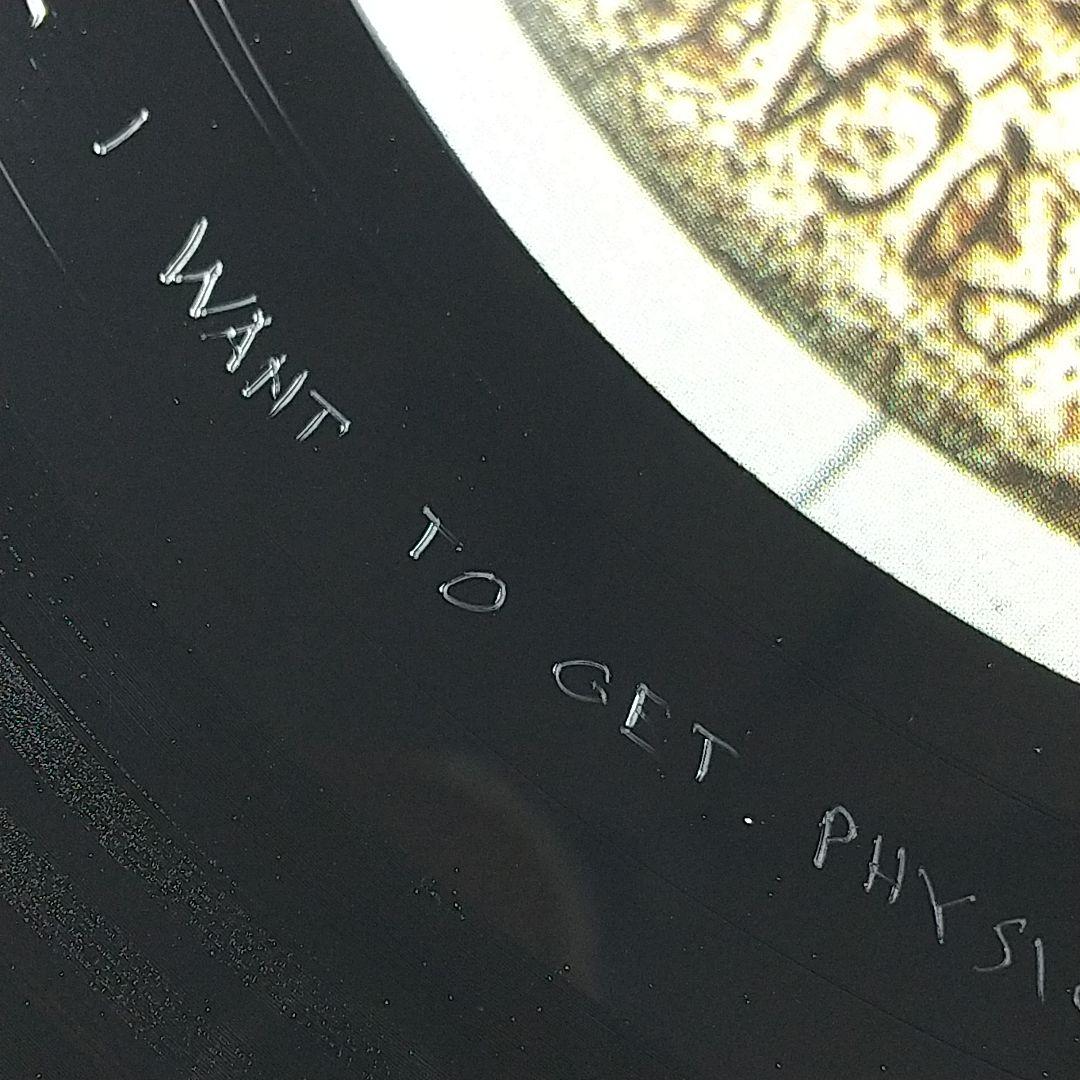 I WANT TO GET. PHYSI